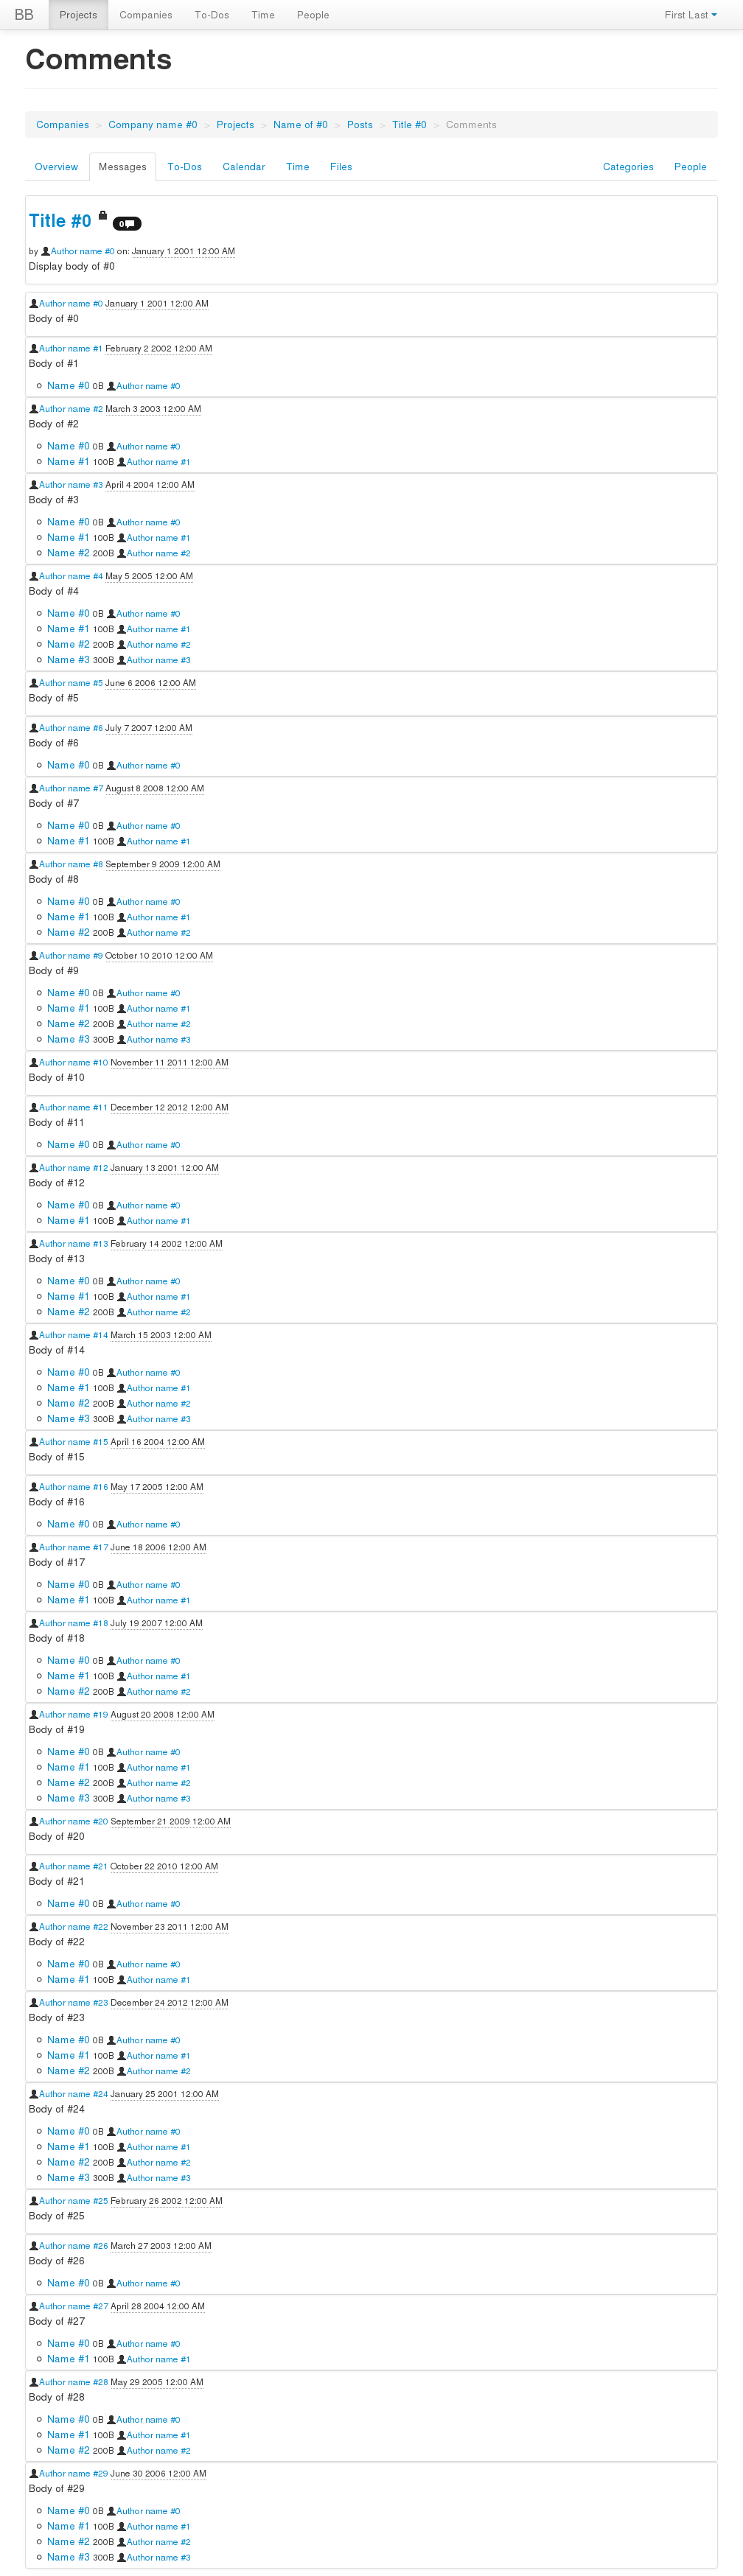 BB Projects Companies To-Dos Time People First Last
Comments
Companies > Company name #0 > Projects > Name of #0 > Posts > Title #0 > Comments
Overview Messages To-Dos Calendar Time Files Categories People
Title #0 0
by Author name #0 on: January 1 2001 12:00 AM
Display body of #0
Author name #0 January 1 2001 12:00 AM
Body of #0
Author name #1 February 2 2002 12:00 AM
Body of #1
Name #0 0B Author name #0
Author name #2 March 3 2003 12:00 AM
Body of #2
Name #0 0B Author name #0
Name #1 100B Author name #1
Author name #3 April 4 2004 12:00 AM
Body of #3
Name #0 0B Author name #0
Name #1 100B Author name #1
Name #2 200B Author name #2
Author name #4 May 5 2005 12:00 AM
Body of #4
Name #0 0B Author name #0
Name #1 100B Author name #1
Name #2 200B Author name #2
Name #3 300B Author name #3
Author name #5 June 6 2006 12:00 AM
Body of #5
Author name #6 July 7 2007 12:00 AM
Body of #6
Name #0 0B Author name #0
Author name #7 August 8 2008 12:00 AM
Body of #7
Name #0 0B Author name #0
Name #1 100B Author name #1
Author name #8 September 9 2009 12:00 AM
Body of #8
Name #0 0B Author name #0
Name #1 100B Author name #1
Name #2 200B Author name #2
Author name #9 October 10 2010 12:00 AM
Body of #9
Name #0 0B Author name #0
Name #1 100B Author name #1
Name #2 200B Author name #2
Name #3 300B Author name #3
Author name #10 November 11 2011 12:00 AM
Body of #10
Author name #11 December 12 2012 12:00 AM
Body of #11
Name #0 0B Author name #0
Author name #12 January 13 2001 12:00 AM
Body of #12
Name #0 0B Author name #0
Name #1 100B Author name #1
Author name #13 February 14 2002 12:00 AM
Body of #13
Name #0 0B Author name #0
Name #1 100B Author name #1
Name #2 200B Author name #2
Author name #14 March 15 2003 12:00 AM
Body of #14
Name #0 0B Author name #0
Name #1 100B Author name #1
Name #2 200B Author name #2
Name #3 300B Author name #3
Author name #15 April 16 2004 12:00 AM
Body of #15
Author name #16 May 17 2005 12:00 AM
Body of #16
Name #0 0B Author name #0
Author name #17 June 18 2006 12:00 AM
Body of #17
Name #0 0B Author name #0
Name #1 100B Author name #1
Author name #18 July 19 2007 12:00 AM
Body of #18
Name #0 0B Author name #0
Name #1 100B Author name #1
Name #2 200B Author name #2
Author name #19 August 20 2008 12:00 AM
Body of #19
Name #0 0B Author name #0
Name #1 100B Author name #1
Name #2 200B Author name #2
Name #3 300B Author name #3
Author name #20 September 21 2009 12:00 AM
Body of #20
Author name #21 October 22 2010 12:00 AM
Body of #21
Name #0 0B Author name #0
Author name #22 November 23 2011 12:00 AM
Body of #22
Name #0 0B Author name #0
Name #1 100B Author name #1
Author name #23 December 24 2012 12:00 AM
Body of #23
Name #0 0B Author name #0
Name #1 100B Author name #1
Name #2 200B Author name #2
Author name #24 January 25 2001 12:00 AM
Body of #24
Name #0 0B Author name #0
Name #1 100B Author name #1
Name #2 200B Author name #2
Name #3 300B Author name #3
Author name #25 February 26 2002 12:00 AM
Body of #25
Author name #26 March 27 2003 12:00 AM
Body of #26
Name #0 0B Author name #0
Author name #27 April 28 2004 12:00 AM
Body of #27
Name #0 0B Author name #0
Name #1 100B Author name #1
Author name #28 May 29 2005 12:00 AM
Body of #28
Name #0 0B Author name #0
Name #1 100B Author name #1
Name #2 200B Author name #2
Author name #29 June 30 2006 12:00 AM
Body of #29
Name #0 0B Author name #0
Name #1 100B Author name #1
Name #2 200B Author name #2
Name #3 300B Author name #3